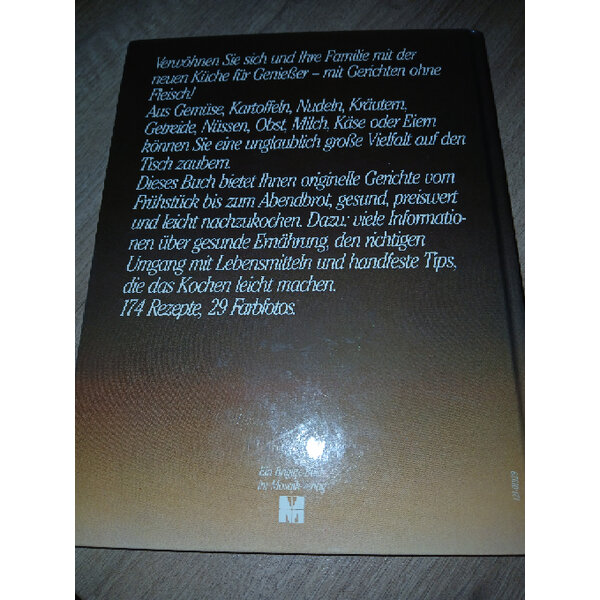 Verwöhnen Sie sich und Ihre Familie mit der
neuen Küche für Genießer – mit Gerichten ohne
Fleisch!
Aus Gemüse, Kartoffeln, Nudeln, Kräutern,
Getreide, Nüssen, Obst, Milch, Käse oder Eiern
können Sie eine unglaublich große Vielfalt auf den
Tisch zaubern.
Dieses Buch bietet Ihnen originelle Gerichte vom
Frühstück bis zum Abendbrot, gesund, preiswert
und leicht nachzukochen. Dazu: viele Informatio-
nen über gesunde Ernährung, den richtigen
Umgang mit Lebensmitteln und handfeste Tips,
die das Kochen leicht machen.
174 Rezepte, 29 Farbfotos.
Ein
Mosaik